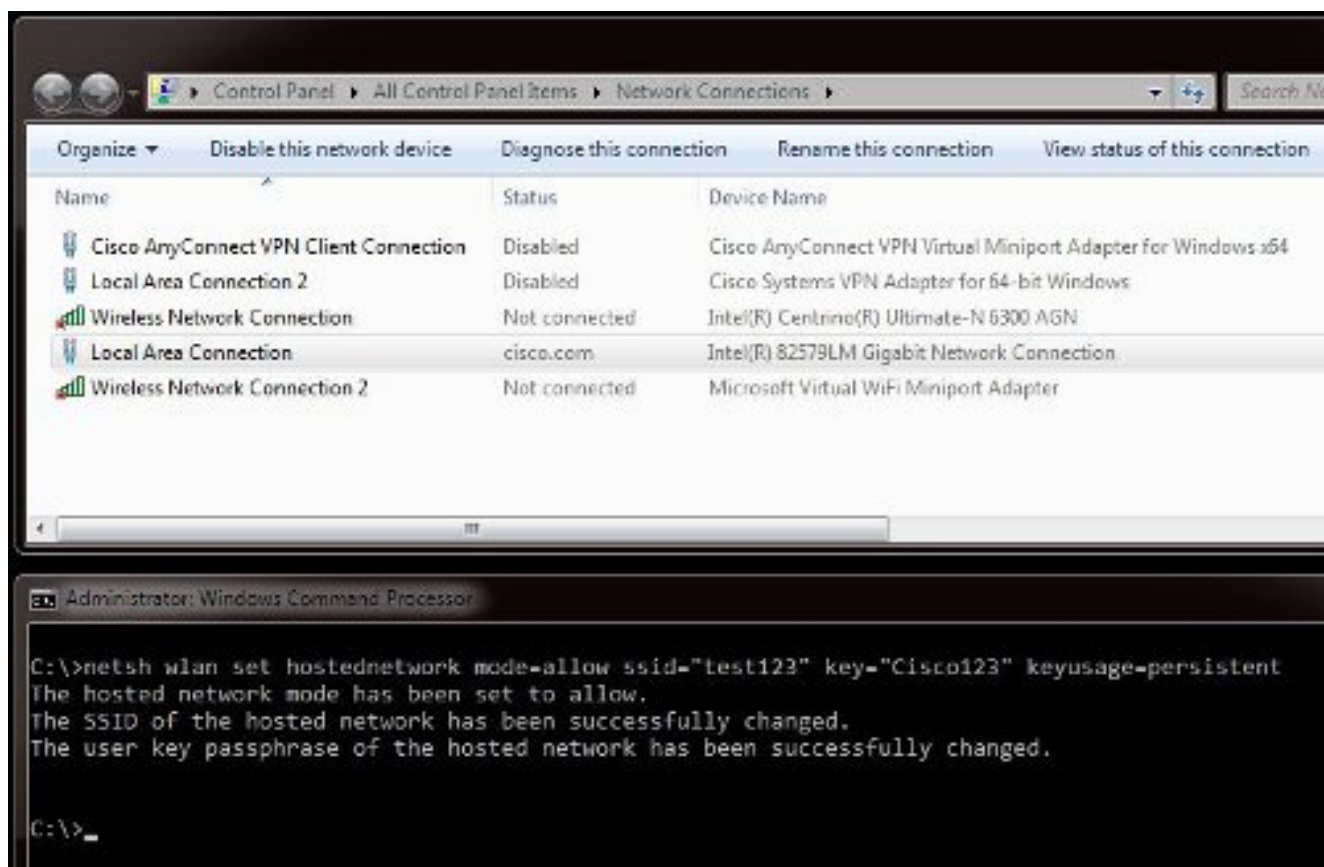 Control Panel ▸ All Control Panel Items ▸ Network Connections ▸
Search Ne
Organize Disable this network device Diagnose this connection Rename this connection View status of this connection
Name Status Device Name
Cisco AnyConnect VPN Client Connection Disabled Cisco AnyConnect VPN Virtual Miniport Adapter for Windows x64
Local Area Connection 2 Disabled Cisco Systems VPN Adapter for 64-bit Windows
Wireless Network Connection Not connected Intel(R) Centrino(R) Ultimate-N 6300 AGN
Local Area Connection cisco.com Intel(R) 82579LM Gigabit Network Connection
Wireless Network Connection 2 Not connected Microsoft Virtual WiFi Miniport Adapter
Administrator: Windows Command Processor
C:\>netsh wlan set hostednetwork mode=allow ssid="test123" key="Cisco123" keyusage=persistent
The hosted network mode has been set to allow.
The SSID of the hosted network has been successfully changed.
The user key passphrase of the hosted network has been successfully changed.
C:\>_